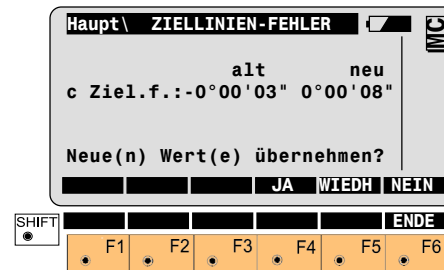 Haupt\ ZIELLINIEN-FEHLER
MC
alt neu
c Ziel.f.:-0°00'03" 0°00'08"
Neue(n) Wert(e) übernehmen?
JA WIEDH NEIN
SHIFT ENDE
F1 F2 F3 F4 F5 F6